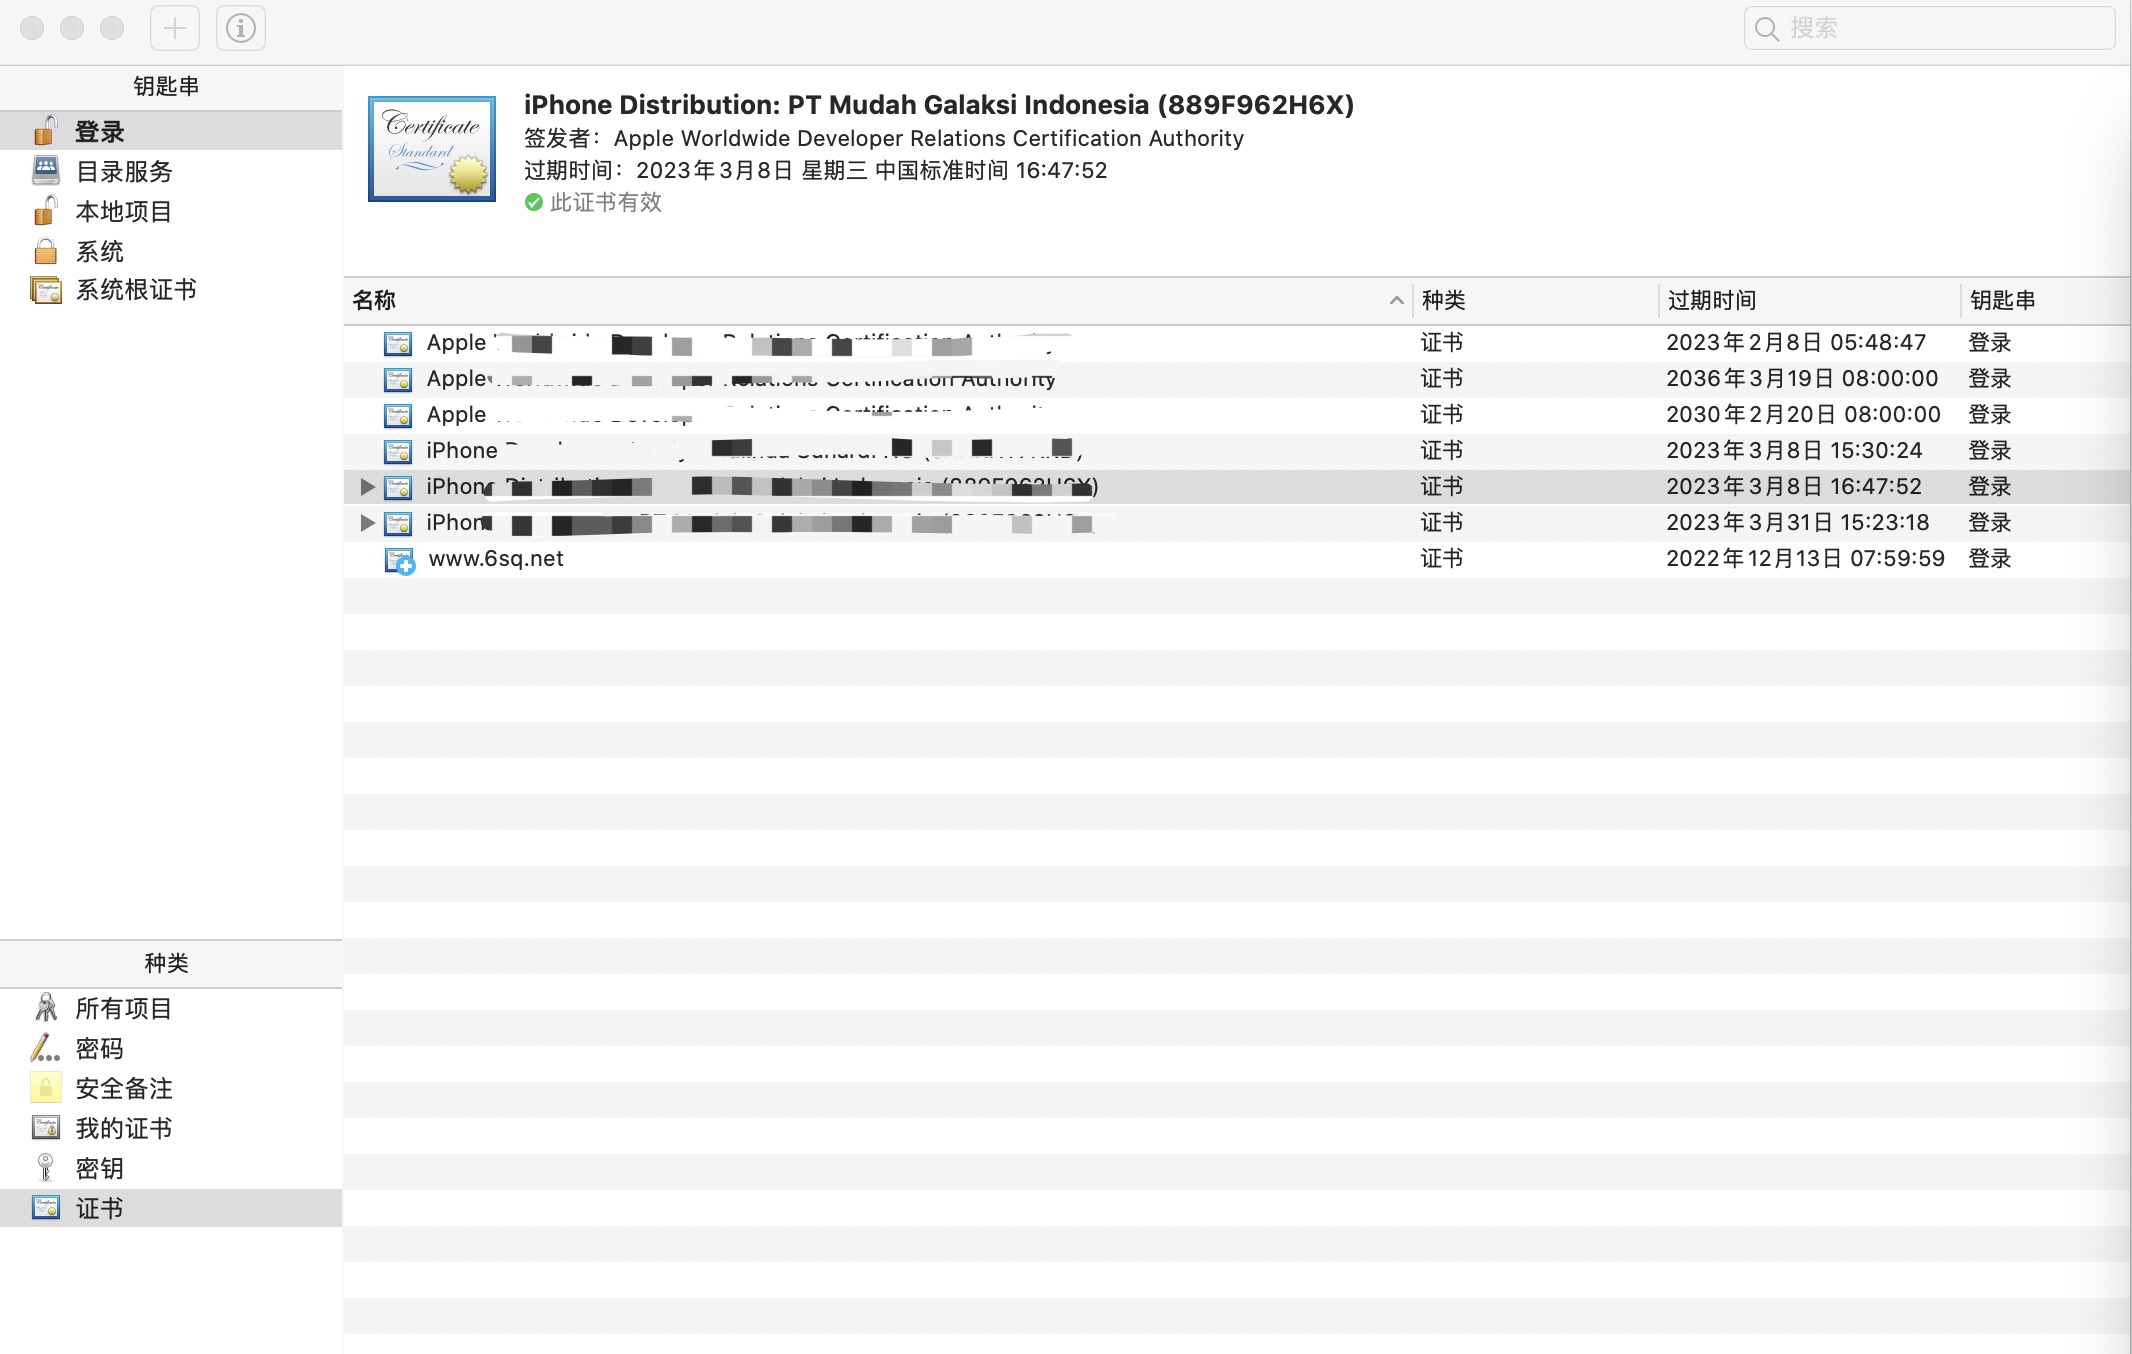 搜索
钥匙串
登录
目录服务
本地项目
系统
系统根证书
Certificate
Standard
iPhone Distribution: PT Mudah Galaksi Indonesia (889F962H6X)
签发者：Apple Worldwide Developer Relations Certification Authority
过期时间：2023年3月8日 星期三 中国标准时间 16:47:52
此证书有效
名称 种类 过期时间 钥匙串
Apple Relations Certification Authority 证书 2023年2月8日 05:48:47 登录
Apple Relations Certification Authority 证书 2036年3月19日 08:00:00 登录
Apple Certification 证书 2030年2月20日 08:00:00 登录
iPhone 证书 2023年3月8日 15:30:24 登录
iPhone 证书 2023年3月8日 16:47:52 登录
iPhon 证书 2023年3月31日 15:23:18 登录
www.6sq.net 证书 2022年12月13日 07:59:59 登录
种类
所有项目
密码
安全备注
我的证书
密钥
证书